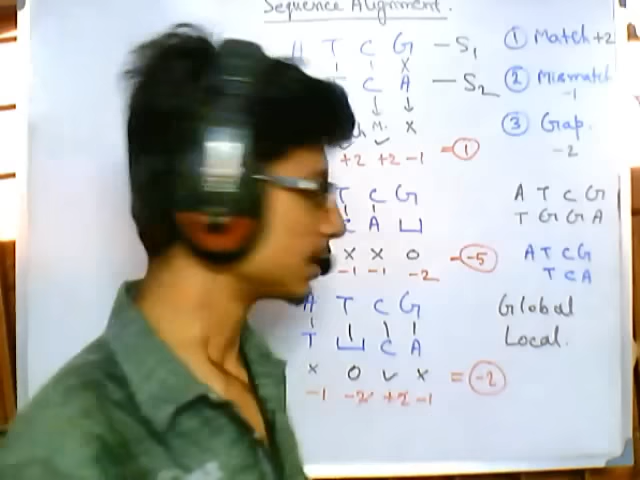 Sequence Alignment.
A T C G — S1
T C A — S2
M. X
+2 +2 -1 = 1
T C G
C A ⌴
X X O
-1 -1 -2 -5
A T C G
T ⌴ C A
X O ✓ X = -2
-1 -2 +2 -1
① Match +2
② Mismatch
-1
③ Gap.
-2
A T C G
T G G A
A T C G
T C A
Global
Local.